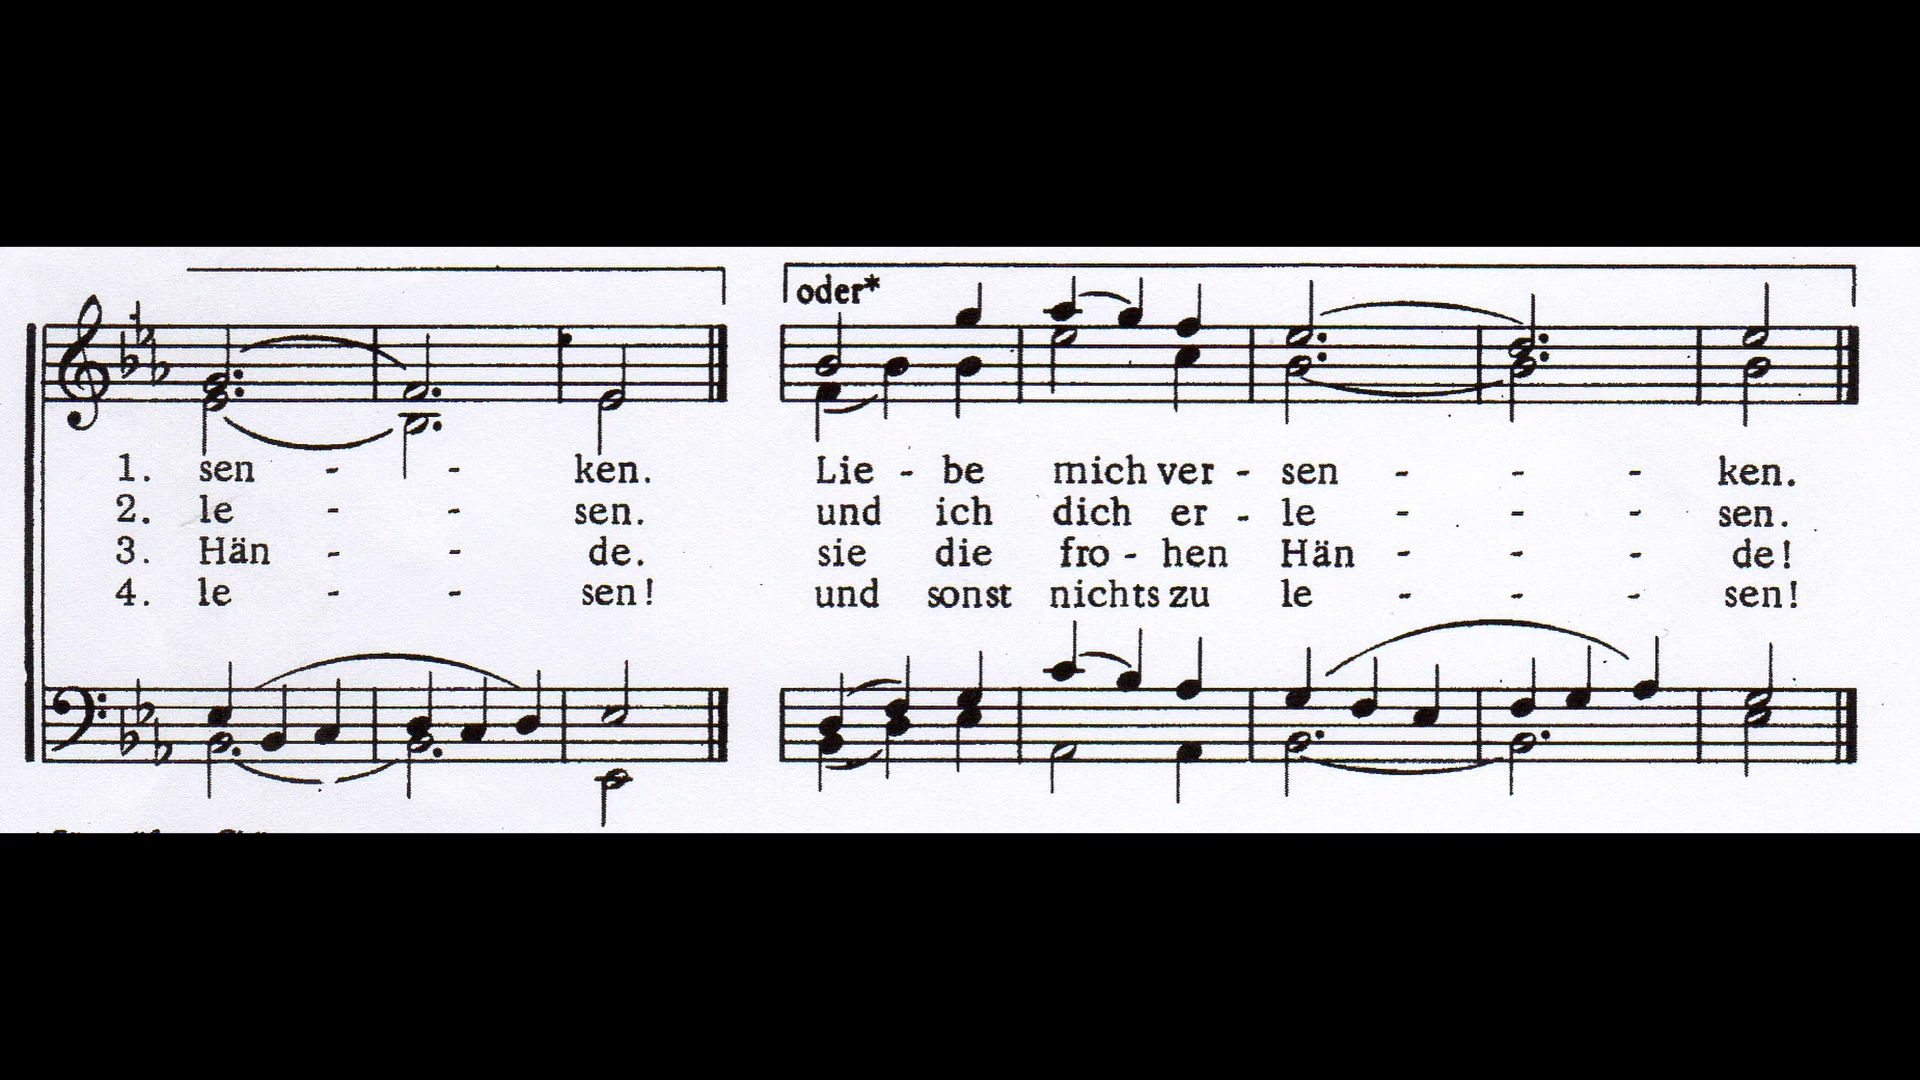 oder*
1. sen - - ken. Lie - be mich ver - sen - - - ken.
2. le - - sen. und ich dich er - le - - - sen.
3. Hän - - de. sie die fro - hen Hän - - - de!
4. le - - sen! und sonst nichts zu le - - - sen!